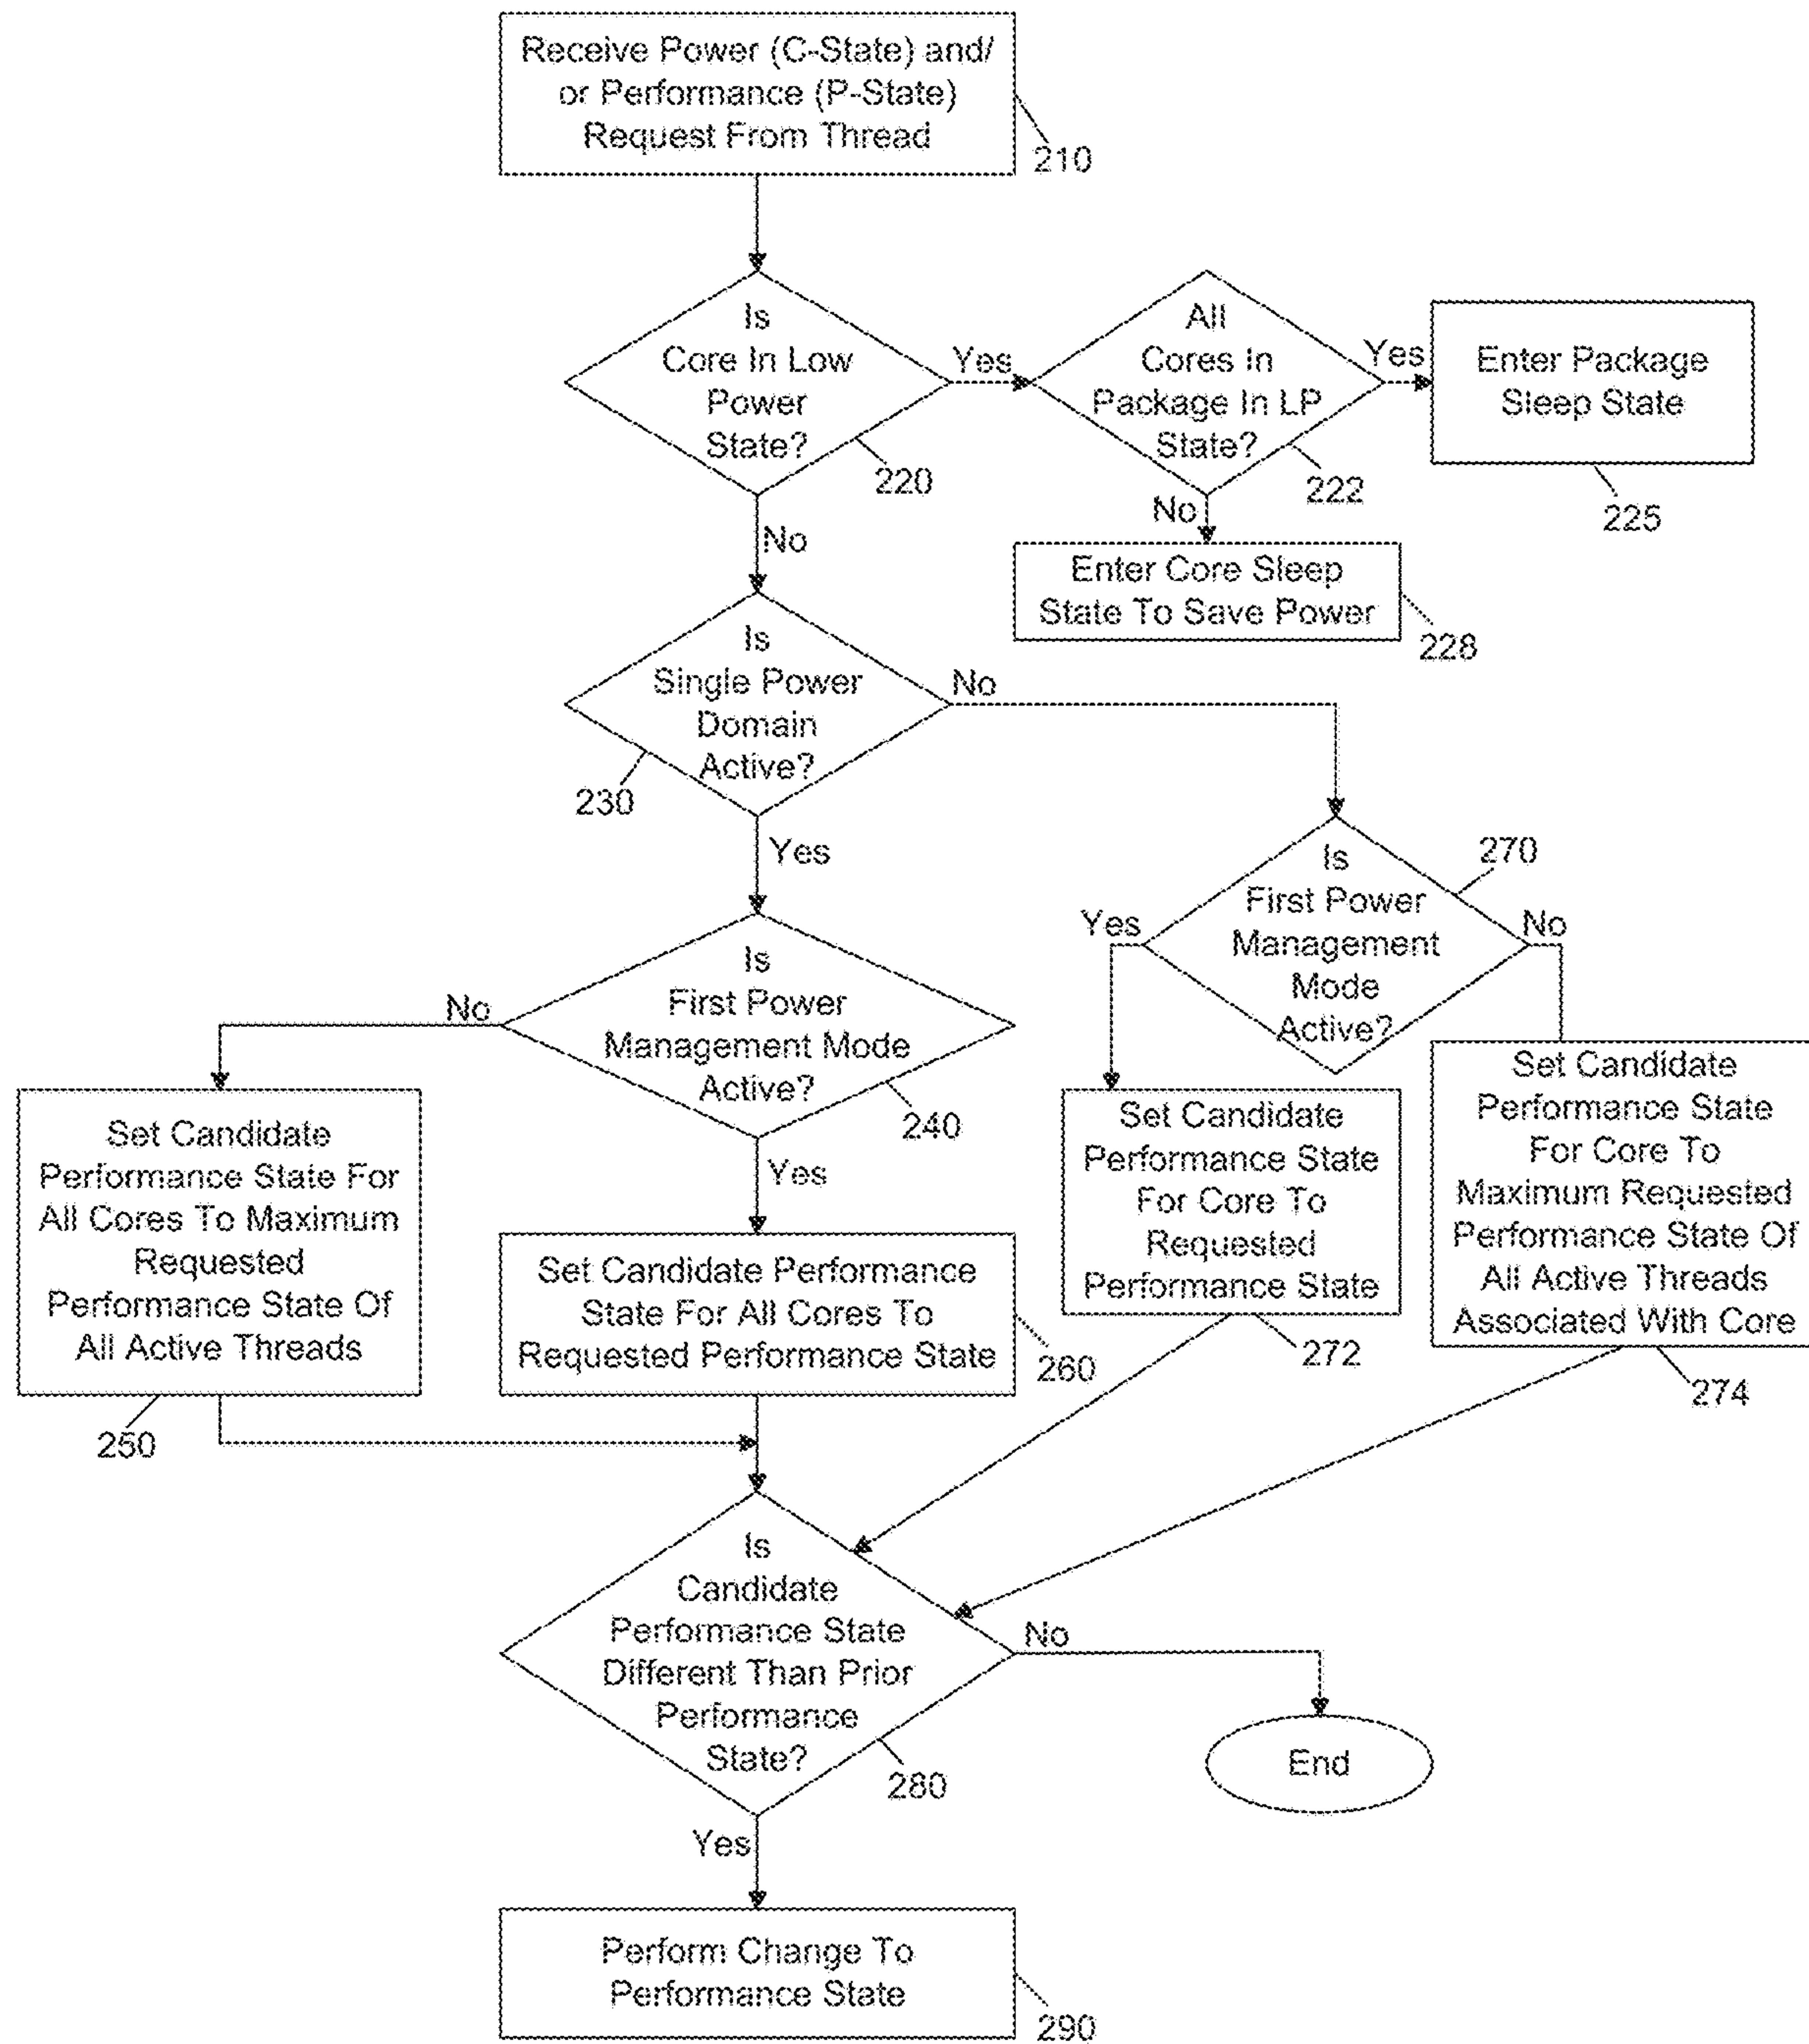 Receive Power (C-State) and/
or Performance (P-State)
Request From Thread
210
Is
Core In Low
Power
State?
220
Yes
All
Cores In
Package In LP
State?
222
Yes
Enter Package
Sleep State
225
No
Enter Core Sleep
State To Save Power
228
No
Is
Single Power
Domain
Active?
230
No
Yes
Is
First Power
Management
Mode
Active?
270
Yes
No
Is
First Power
Management Mode
Active?
240
No
Yes
Set Candidate
Performance State For
All Cores To Maximum
Requested
Performance State Of
All Active Threads
250
Set Candidate Performance
State For All Cores To
Requested Performance State
260
Set Candidate
Performance State
For Core To
Requested
Performance State
272
Set Candidate
Performance State
For Core To
Maximum Requested
Performance State Of
All Active Threads
Associated With Core
274
Is
Candidate
Performance State
Different Than Prior
Performance
State?
280
No
End
Yes
Perform Change To
Performance State
290